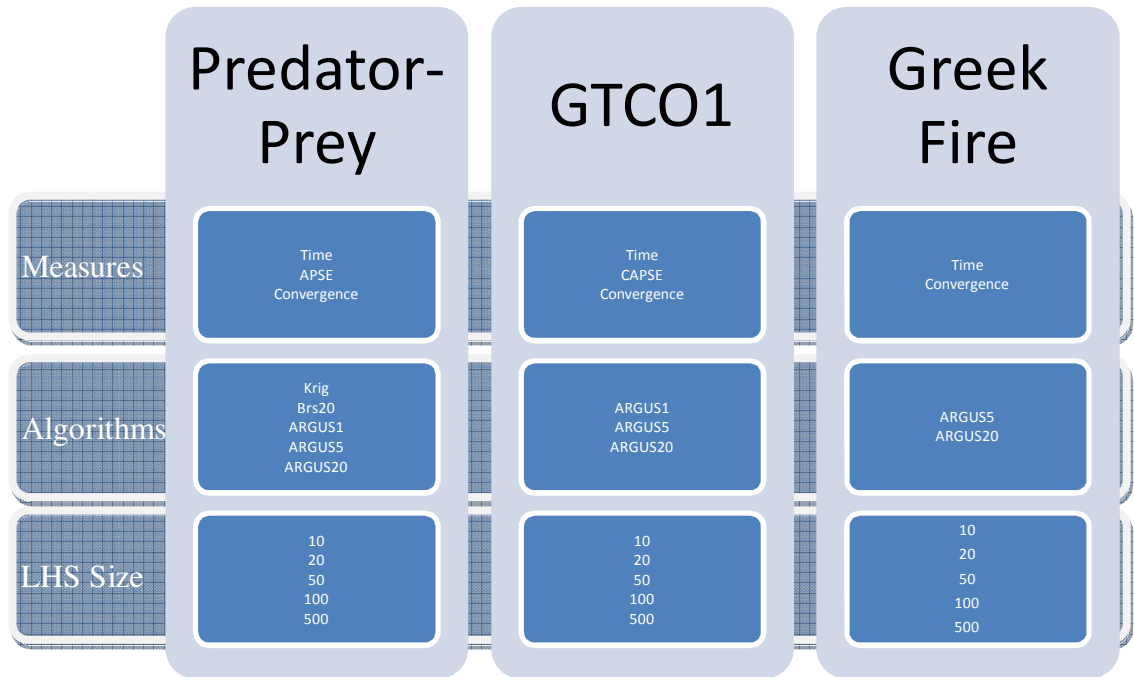 Predator-
Prey
GTCO1
Greek
Fire
Measures
Time
APSE
Convergence
Time
CAPSE
Convergence
Time
Convergence
Algorithms
Krig
Brs20
ARGUS1
ARGUS5
ARGUS20
ARGUS1
ARGUS5
ARGUS20
ARGUS5
ARGUS20
LHS Size
10
20
50
100
500
10
20
50
100
500
10
20
50
100
500